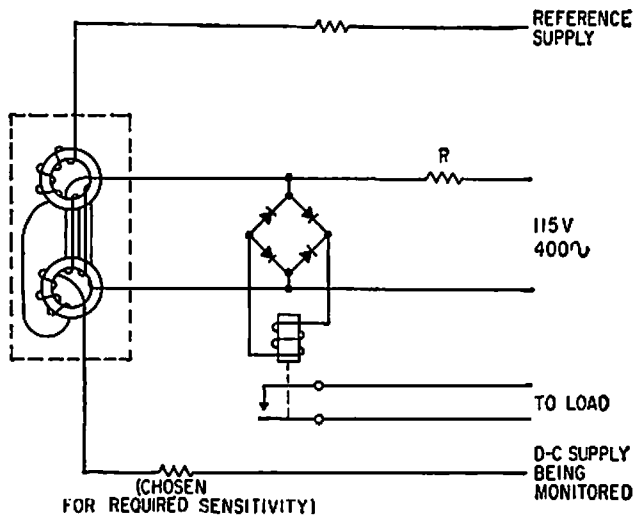 REFERENCE
SUPPLY
R
115V
400~
TO LOAD
D-C SUPPLY
BEING
MONITORED
(CHOSEN
FOR REQUIRED SENSITIVITY)